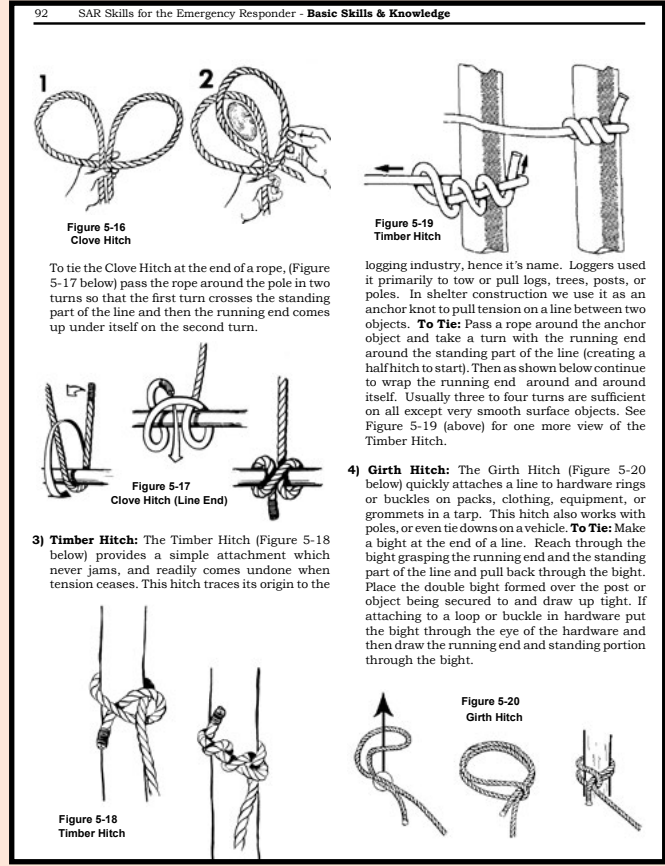 92 SAR Skills for the Emergency Responder - Basic Skills & Knowledge
1
2
Figure 5-16
Clove Hitch
To tie the Clove Hitch at the end of a rope, (Figure
5-17 below) pass the rope around the pole in two
turns so that the first turn crosses the standing
part of the line and then the running end comes
up under itself on the second turn.
Figure 5-17
Clove Hitch (Line End)
3) Timber Hitch: The Timber Hitch (Figure 5-18
below) provides a simple attachment which
never jams, and readily comes undone when
tension ceases. This hitch traces its origin to the
Figure 5-18
Timber Hitch
Figure 5-19
Timber Hitch
logging industry, hence it's name. Loggers used
it primarily to tow or pull logs, trees, posts, or
poles. In shelter construction we use it as an
anchor knot to pull tension on a line between two
objects. To Tie: Pass a rope around the anchor
object and take a turn with the running end
around the standing part of the line (creating a
half hitch to start). Then as shown below continue
to wrap the running end around and around
itself. Usually three to four turns are sufficient
on all except very smooth surface objects. See
Figure 5-19 (above) for one more view of the
Timber Hitch.
4) Girth Hitch: The Girth Hitch (Figure 5-20
below) quickly attaches a line to hardware rings
or buckles on packs, clothing, equipment, or
grommets in a tarp. This hitch also works with
poles, or even tie downs on a vehicle. To Tie: Make
a bight at the end of a line. Reach through the
bight grasping the running end and the standing
part of the line and pull back through the bight.
Place the double bight formed over the post or
object being secured to and draw up tight. If
attaching to a loop or buckle in hardware put
the bight through the eye of the hardware and
then draw the running end and standing portion
through the bight.
Figure 5-20
Girth Hitch